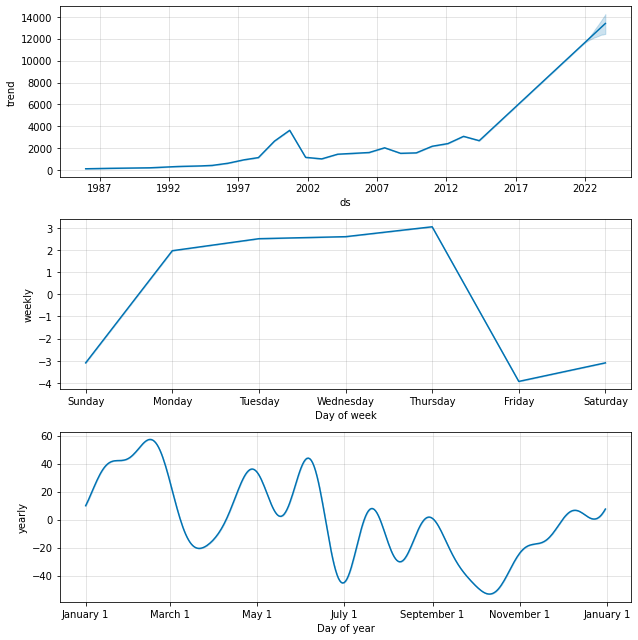 14000
12000
10000
8000
6000
4000
2000
0
trend
1987 1992 1997 2002 2007 2012 2017 2022
ds
3
2
1
0
−1
−2
−3
−4
weekly
Sunday Monday Tuesday Wednesday Thursday Friday Saturday
Day of week
60
40
20
0
−20
−40
yearly
January 1 March 1 May 1 July 1 September 1 November 1 January 1
Day of year